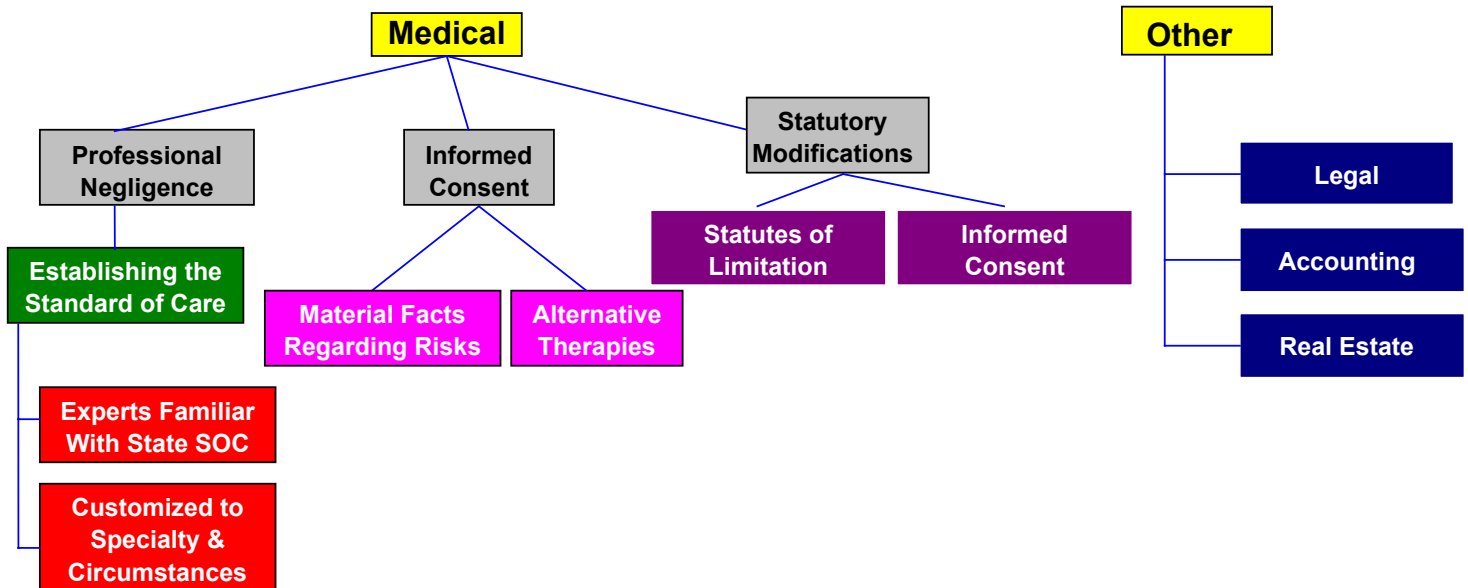 Medical
Other
Professional
Negligence
Informed
Consent
Statutory
Modifications
Legal
Establishing the
Standard of Care
Material Facts
Regarding Risks
Alternative
Therapies
Statutes of
Limitation
Informed
Consent
Accounting
Real Estate
Experts Familiar
With State SOC
Customized to
Specialty &
Circumstances